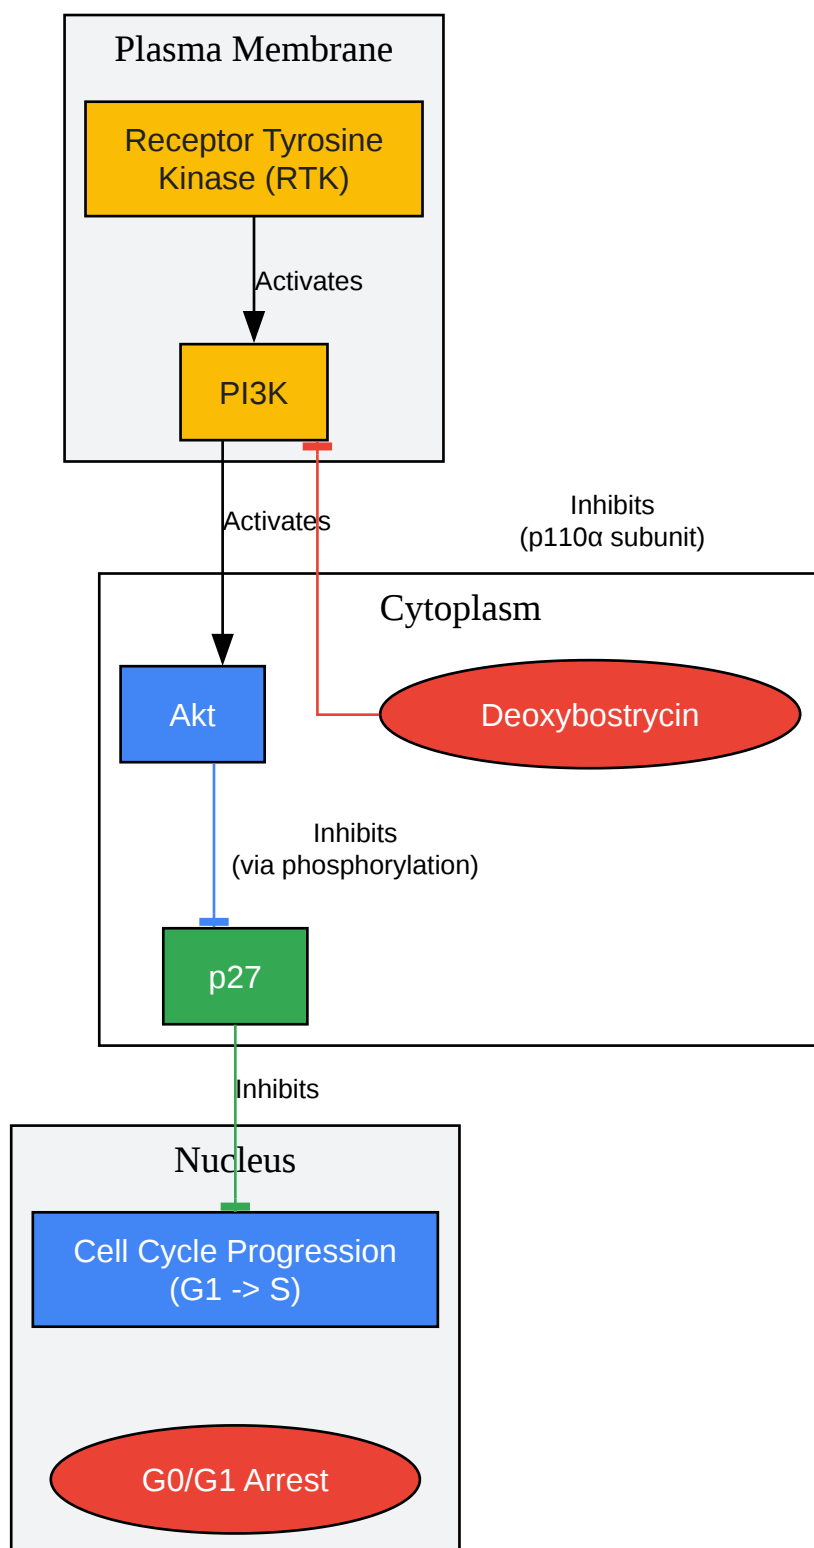 Plasma Membrane
Receptor Tyrosine
Kinase (RTK)
Activates
PI3K
Activates
Inhibits
(p110α subunit)
Cytoplasm
Akt
Deoxybostrycin
Inhibits
(via phosphorylation)
p27
Inhibits
Nucleus
Cell Cycle Progression
(G1 -> S)
G0/G1 Arrest